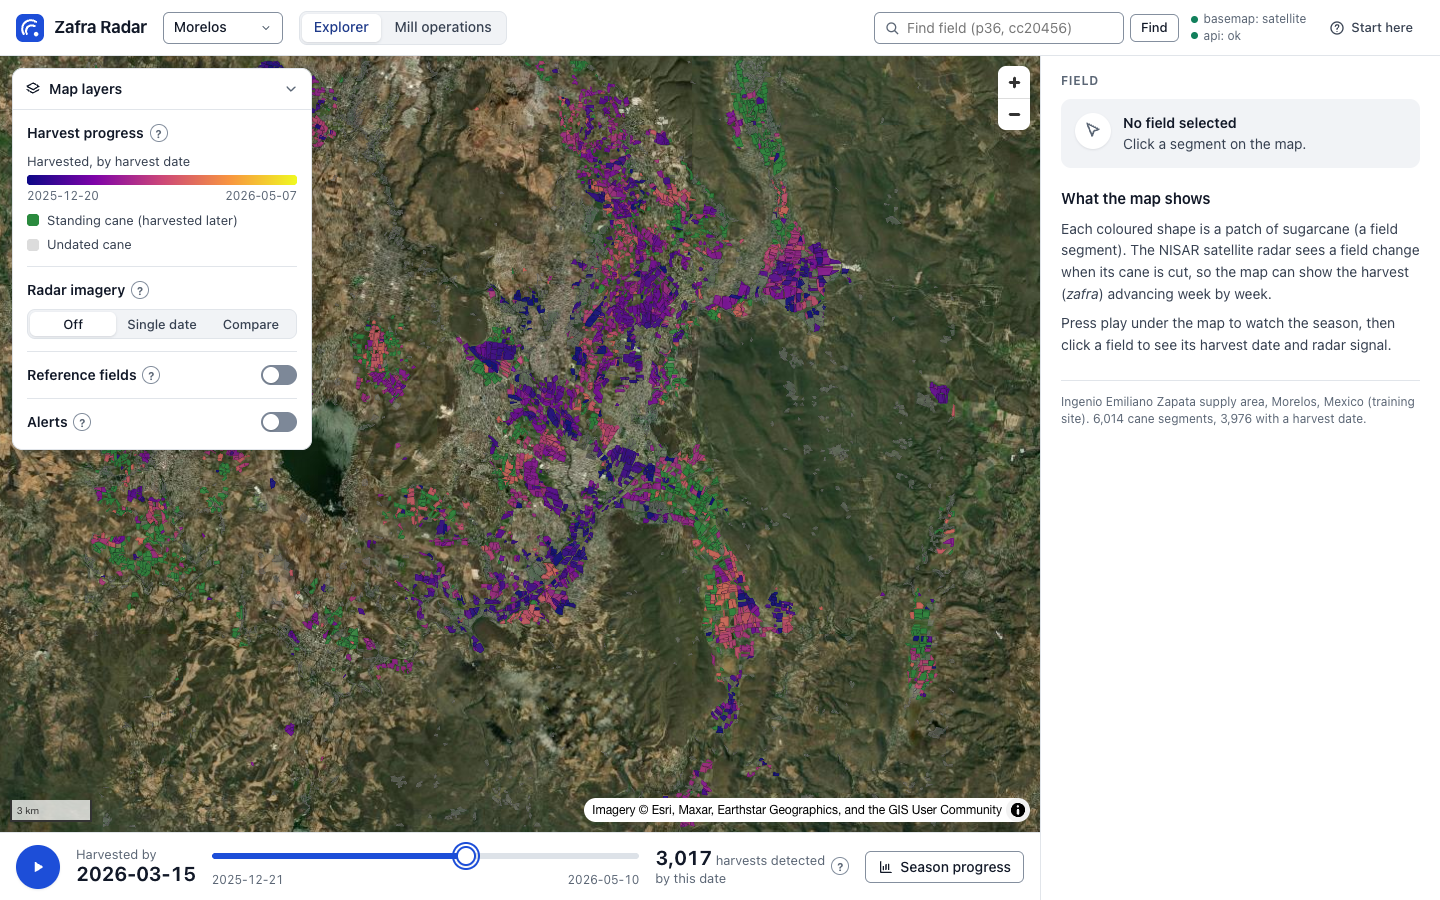 Zafra Radar
Morelos
Explorer
Mill operations
Find field (p36, cc20456)
Find
basemap: satellite
api: ok
Start here
Map layers
Harvest progress ?
Harvested, by harvest date
2025-12-20
2026-05-07
Standing cane (harvested later)
Undated cane
Radar imagery ?
Off
Single date
Compare
Reference fields ?
Alerts ?
+
−
3 km
Imagery © Esri, Maxar, Earthstar Geographics, and the GIS User Community
FIELD
No field selected
Click a segment on the map.
What the map shows
Each coloured shape is a patch of sugarcane (a field
segment). The NISAR satellite radar sees a field change
when its cane is cut, so the map can show the harvest
(zafra) advancing week by week.
Press play under the map to watch the season, then
click a field to see its harvest date and radar signal.
Ingenio Emiliano Zapata supply area, Morelos, Mexico (training
site). 6,014 cane segments, 3,976 with a harvest date.
Harvested by
2026-03-15
2025-12-21
2026-05-10
3,017 harvests detected
by this date
?
Season progress